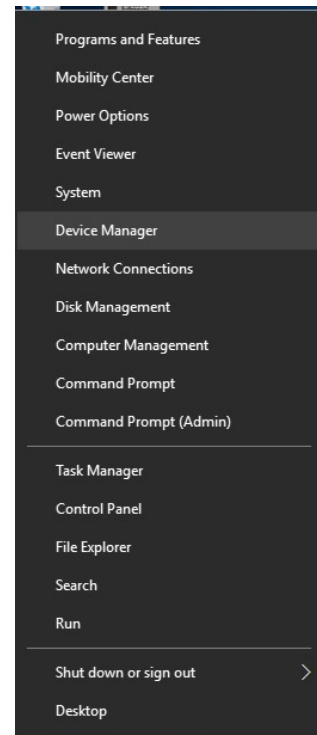 Programs and Features
Mobility Center
Power Options
Event Viewer
System
Device Manager
Network Connections
Disk Management
Computer Management
Command Prompt
Command Prompt (Admin)
Task Manager
Control Panel
File Explorer
Search
Run
Shut down or sign out
Desktop